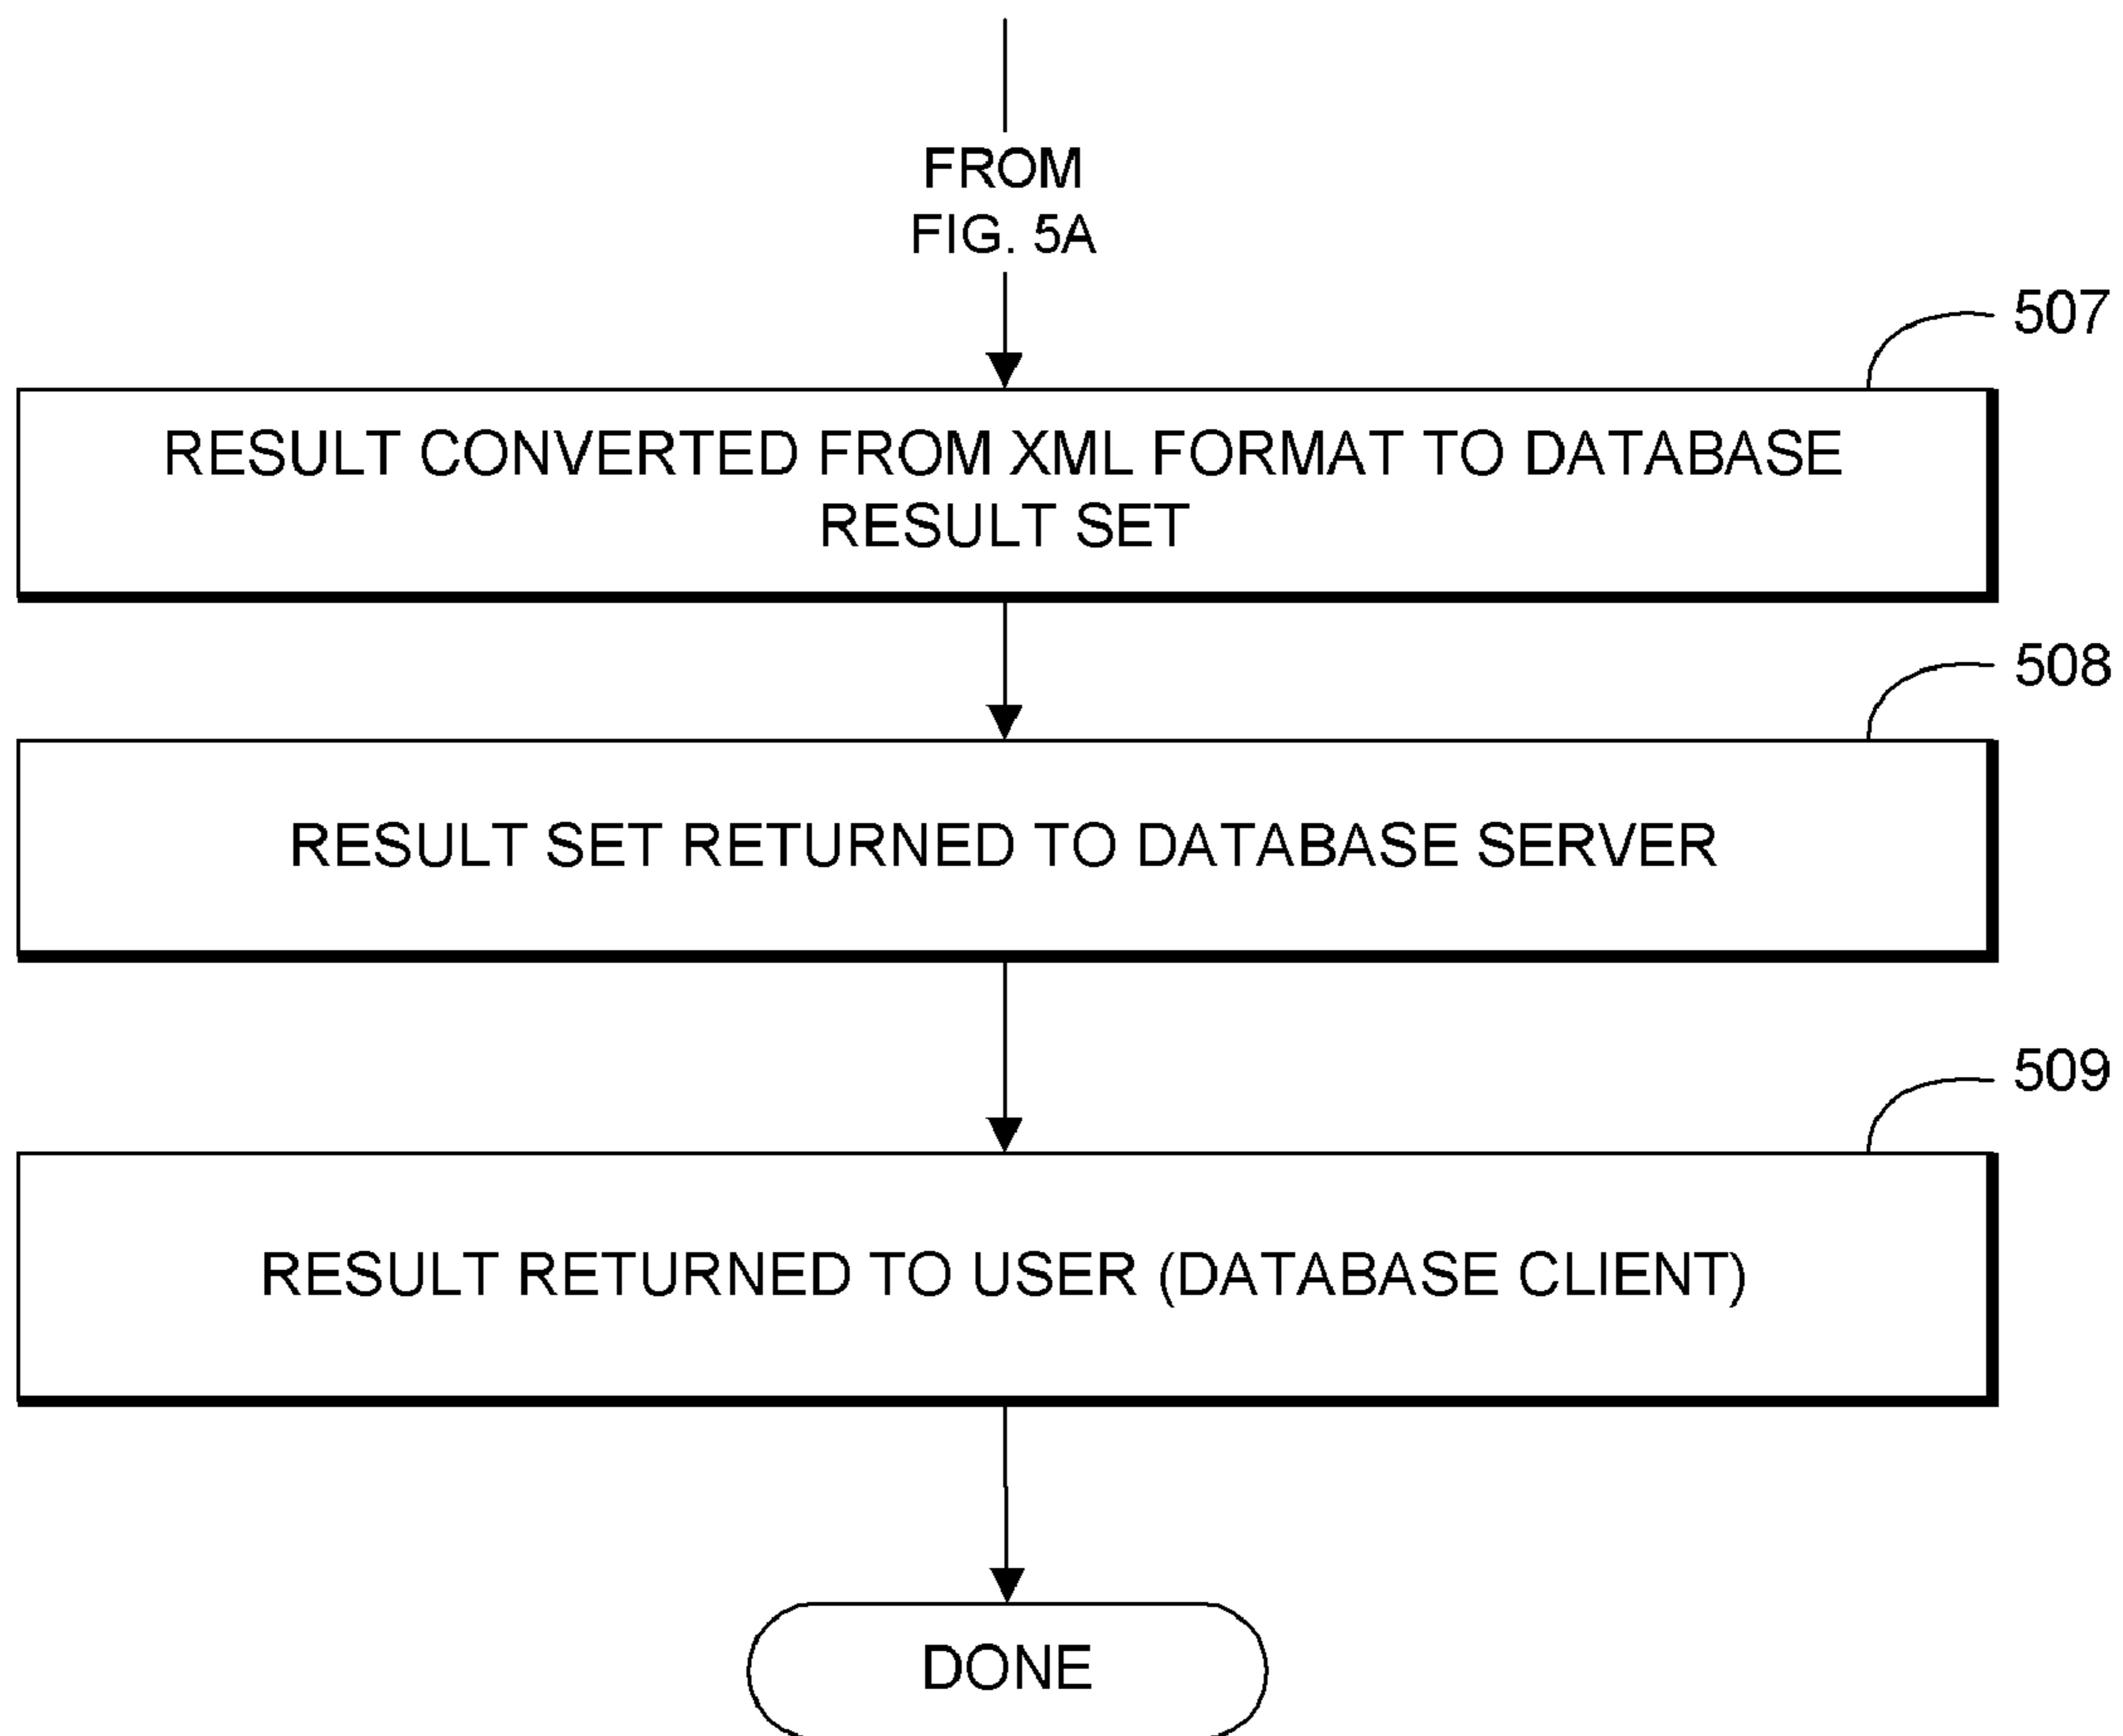 FROM
FIG. 5A
507
RESULT CONVERTED FROM XML FORMAT TO DATABASE
RESULT SET
508
RESULT SET RETURNED TO DATABASE SERVER
509
RESULT RETURNED TO USER (DATABASE CLIENT)
DONE